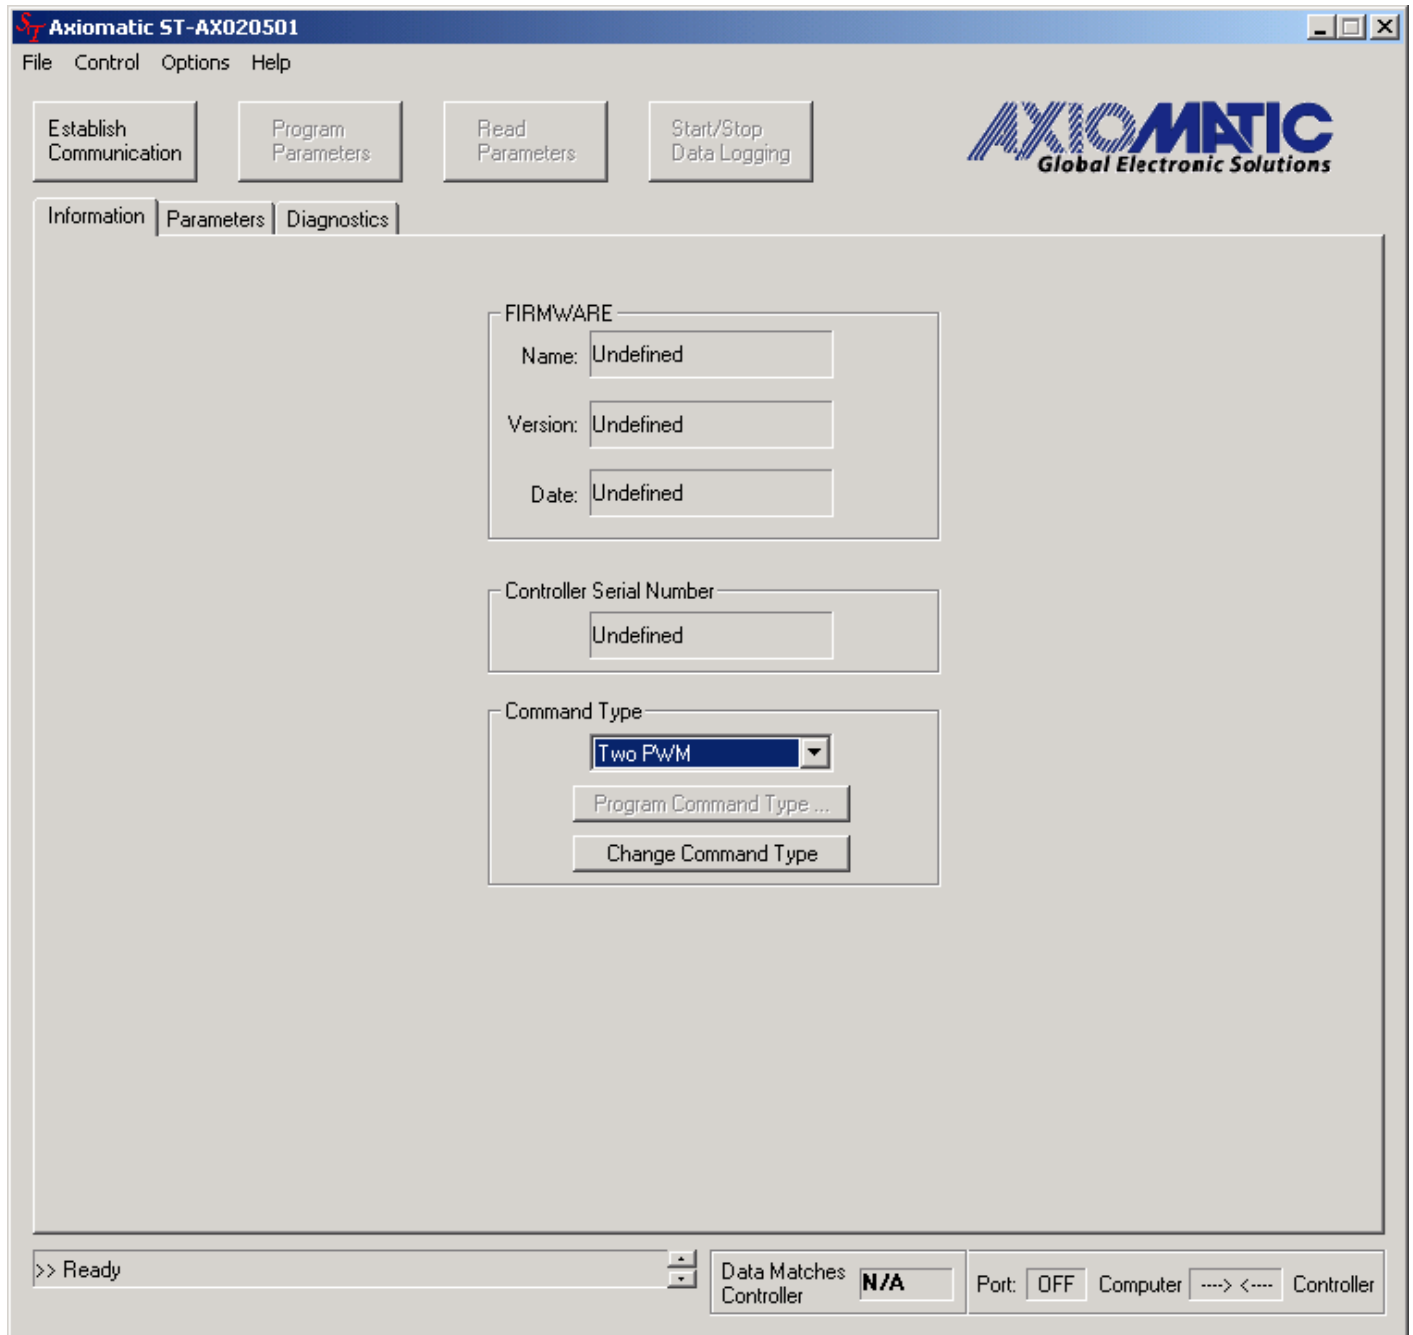 ST Axiomatic ST-AX020501
File Control Options Help
Establish Communication
Program Parameters
Read Parameters
Start/Stop Data Logging
AXIOMATIC
Global Electronic Solutions
Information Parameters Diagnostics
FIRMWARE
Name: Undefined
Version: Undefined
Date: Undefined
Controller Serial Number
Undefined
Command Type
Two PWM
Program Command Type ...
Change Command Type
>> Ready
Data Matches Controller N/A
Port: OFF Computer ----> <---- Controller